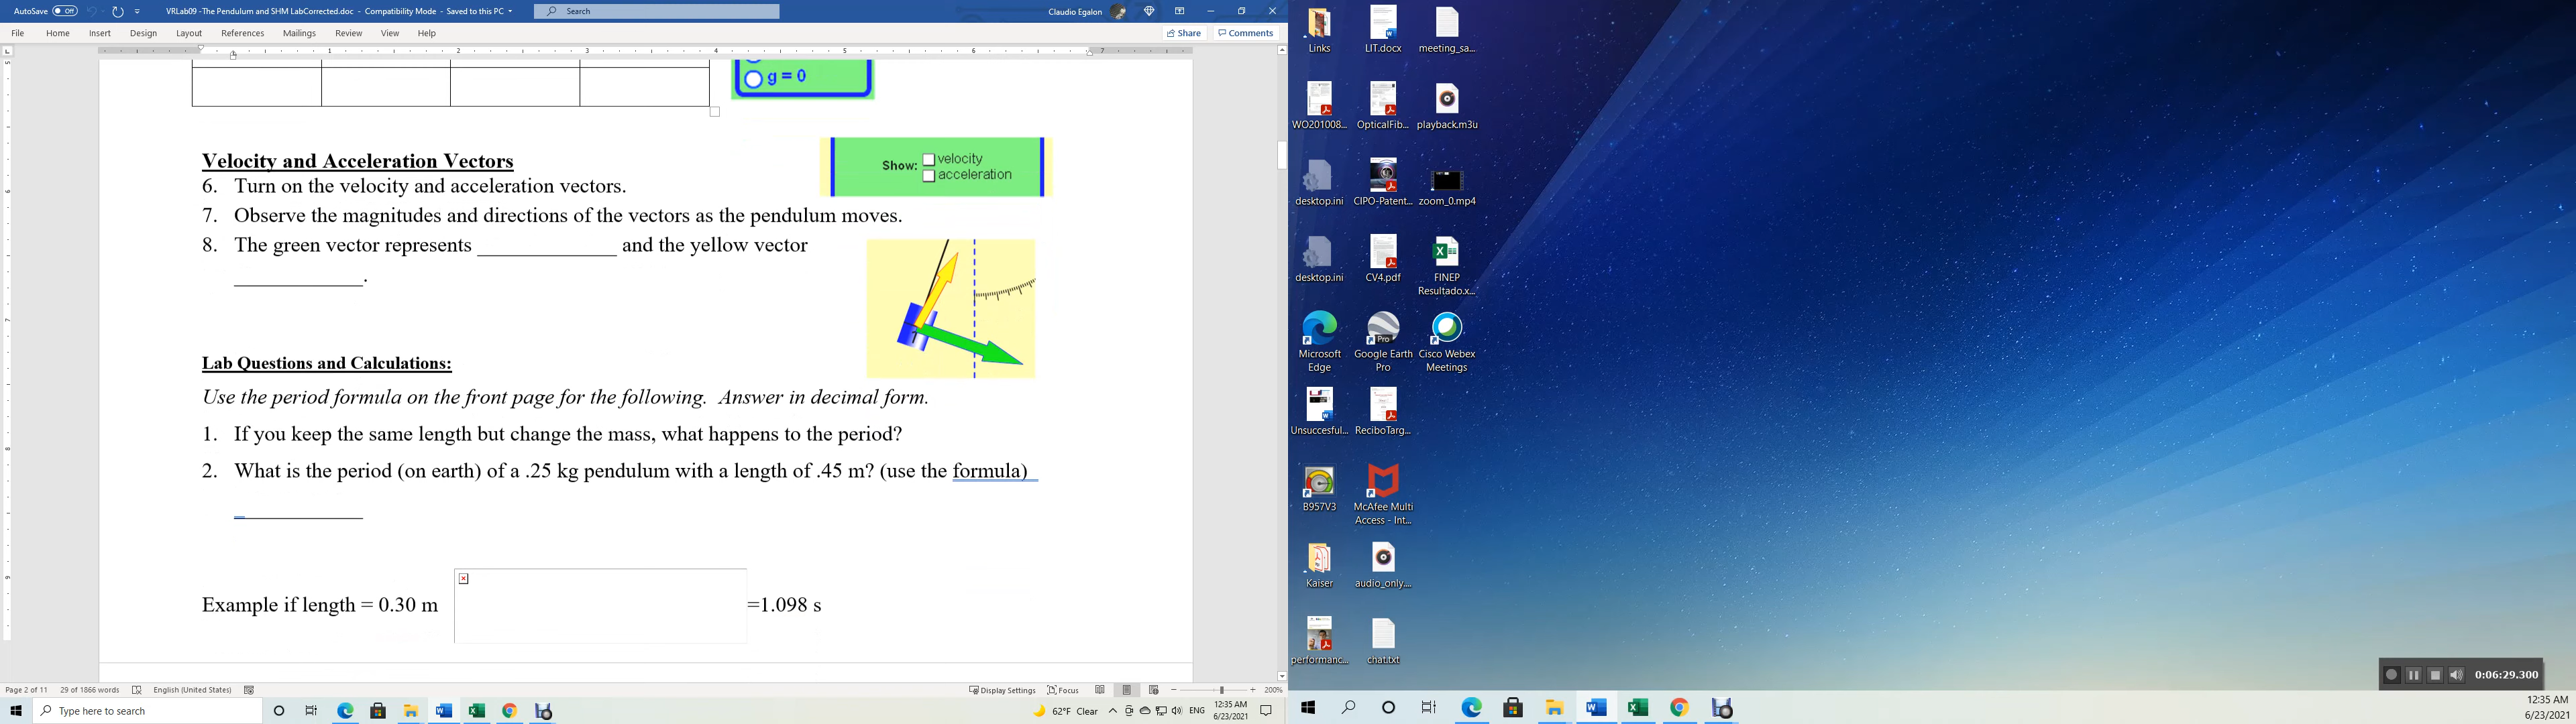 AutoSave Off VRLab09 -The Pendulum and SHM LabCorrected.doc - Compatibility Mode - Saved to this PC Search Claudio Egalon
File Home Insert Design Layout References Mailings Review View Help Share Comments
1 2 3 4 5 6 7
g = 0
Velocity and Acceleration Vectors
Show: velocity
acceleration
6. Turn on the velocity and acceleration vectors.
7. Observe the magnitudes and directions of the vectors as the pendulum moves.
8. The green vector represents _____________ and the yellow vector
____________.
Lab Questions and Calculations:
Use the period formula on the front page for the following. Answer in decimal form.
1. If you keep the same length but change the mass, what happens to the period?
2. What is the period (on earth) of a .25 kg pendulum with a length of .45 m? (use the formula)
____________
Example if length = 0.30 m =1.098 s
Page 2 of 11 29 of 1866 words English (United States) Display Settings Focus 200%
Type here to search 62°F Clear ENG 12:35 AM
6/23/2021
Links LIT.docx meeting_sa...
WO201008... OpticalFib... playback.m3u
desktop.ini CIPO-Patent... zoom_0.mp4
desktop.ini CV4.pdf FINEP
Resultado.x...
Microsoft Google Earth Cisco Webex
Edge Pro Meetings
Unsuccesful... ReciboTarg...
B957V3 McAfee Multi
Access - Int...
Kaiser audio_only....
performanc... chat.txt
0:06:29.300
12:35 AM
6/23/2021